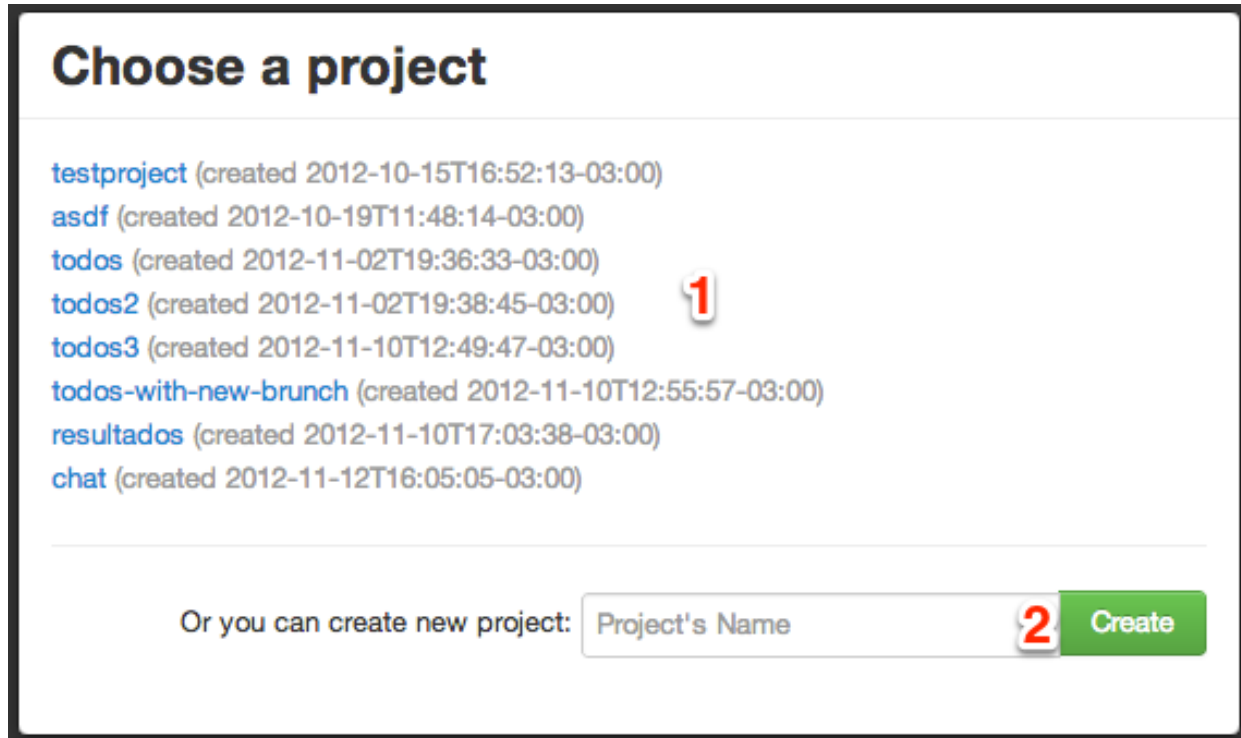 Choose a project
testproject (created 2012-10-15T16:52:13-03:00)
asdf (created 2012-10-19T11:48:14-03:00)
todos (created 2012-11-02T19:36:33-03:00)
todos2 (created 2012-11-02T19:38:45-03:00)
1
todos3 (created 2012-11-10T12:49:47-03:00)
todos-with-new-brunch (created 2012-11-10T12:55:57-03:00)
resultados (created 2012-11-10T17:03:38-03:00)
chat (created 2012-11-12T16:05:05-03:00)
Or you can create new project: Project's Name 2 Create